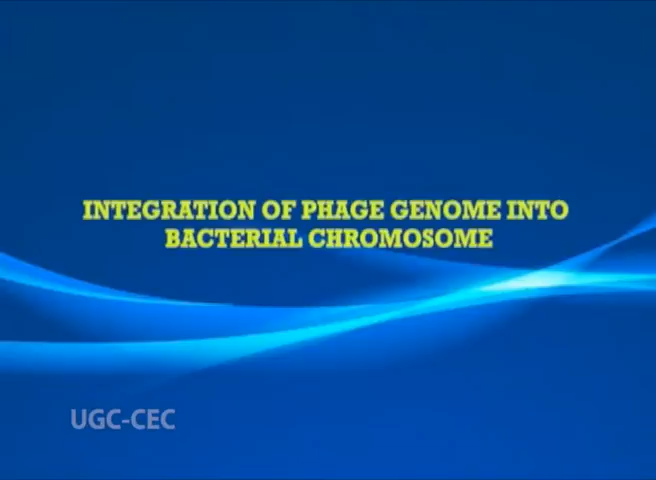 INTEGRATION OF PHAGE GENOME INTO
BACTERIAL CHROMOSOME
UGC-CEC